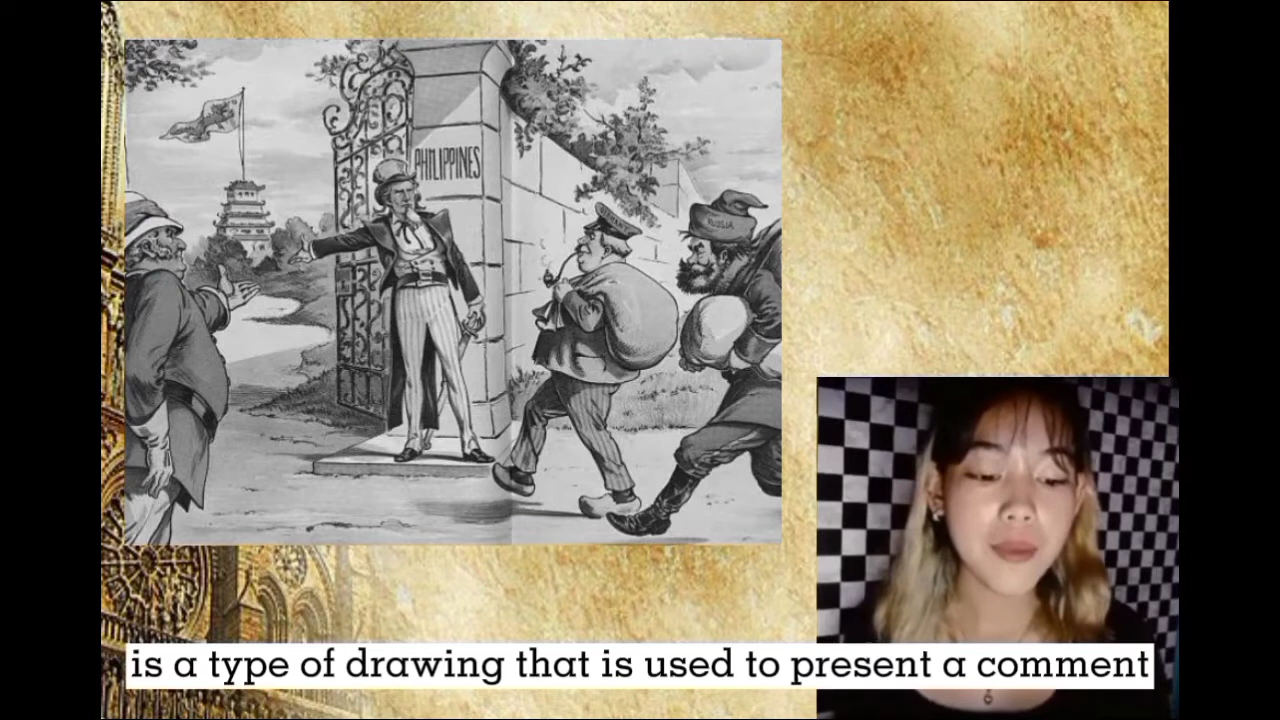 PHILIPPINES
RUSSIA
is a type of drawing that is used to present a comment